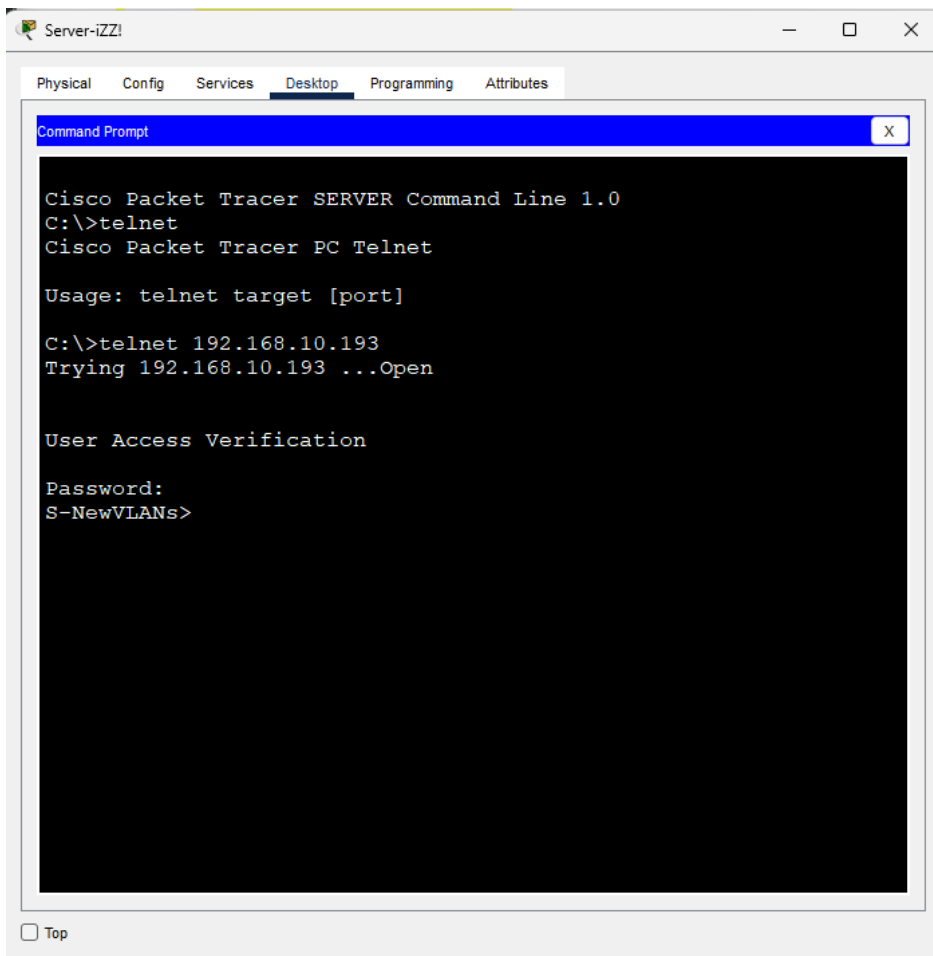 Server-iZZ!
Physical Config Services Desktop Programming Attributes
Command Prompt X
Cisco Packet Tracer SERVER Command Line 1.0
C:\>telnet
Cisco Packet Tracer PC Telnet
Usage: telnet target [port]
C:\>telnet 192.168.10.193
Trying 192.168.10.193 ...Open
User Access Verification
Password:
S-NewVLANs>
Top